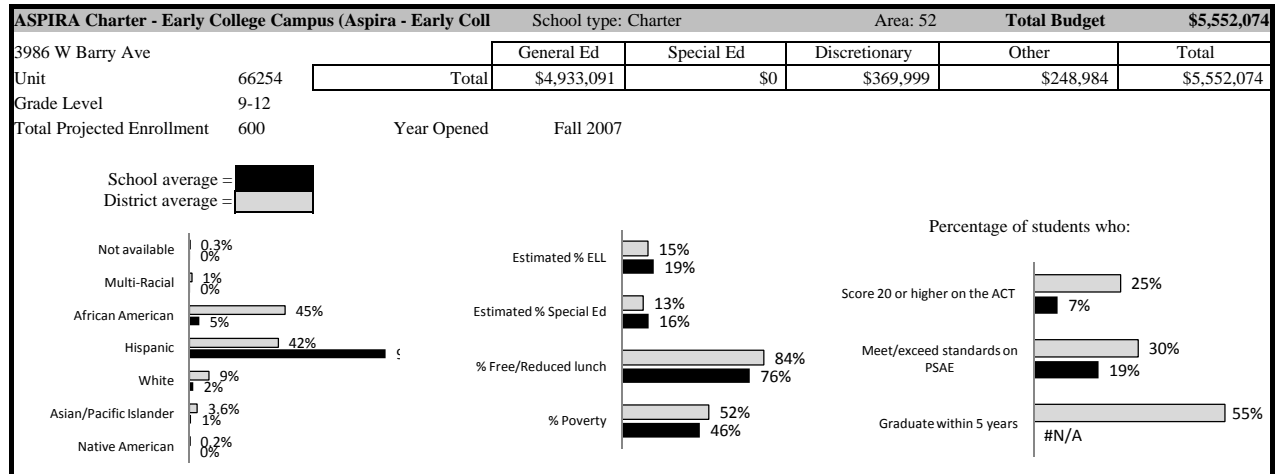 ASPIRA Charter - Early College Campus (Aspira - Early Coll School type: Charter Area: 52 Total Budget $5,552,074
3986 W Barry Ave General Ed Special Ed Discretionary Other Total
Unit 66254 Total $4,933,091 $0 $369,999 $248,984 $5,552,074
Grade Level 9-12
Total Projected Enrollment 600 Year Opened Fall 2007
School average =
District average =
Not available 0.3%
0%
Multi-Racial 1%
0%
African American 45%
5%
Hispanic 42%
White 9%
2%
Asian/Pacific Islander 3.6%
1%
Native American 0.2%
0%
Estimated % ELL 15%
19%
Estimated % Special Ed 13%
16%
% Free/Reduced lunch 84%
76%
% Poverty 52%
46%
Percentage of students who:
Score 20 or higher on the ACT 25%
7%
Meet/exceed standards on
PSAE
30%
19%
Graduate within 5 years 55%
#N/A